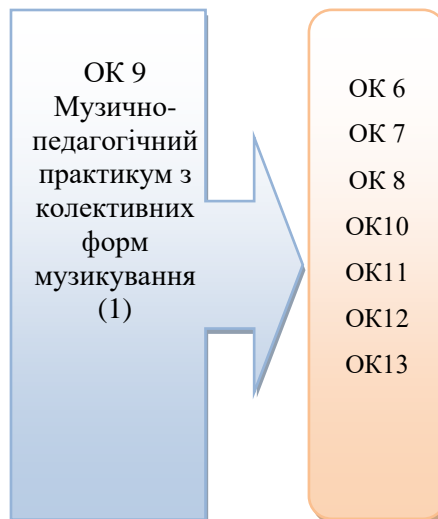 ОК 9
Музично-
педагогічний
практикум з
колективних
форм
музикування
(1)
ОК 6
ОК 7
ОК 8
ОК10
ОК11
ОК12
ОК13